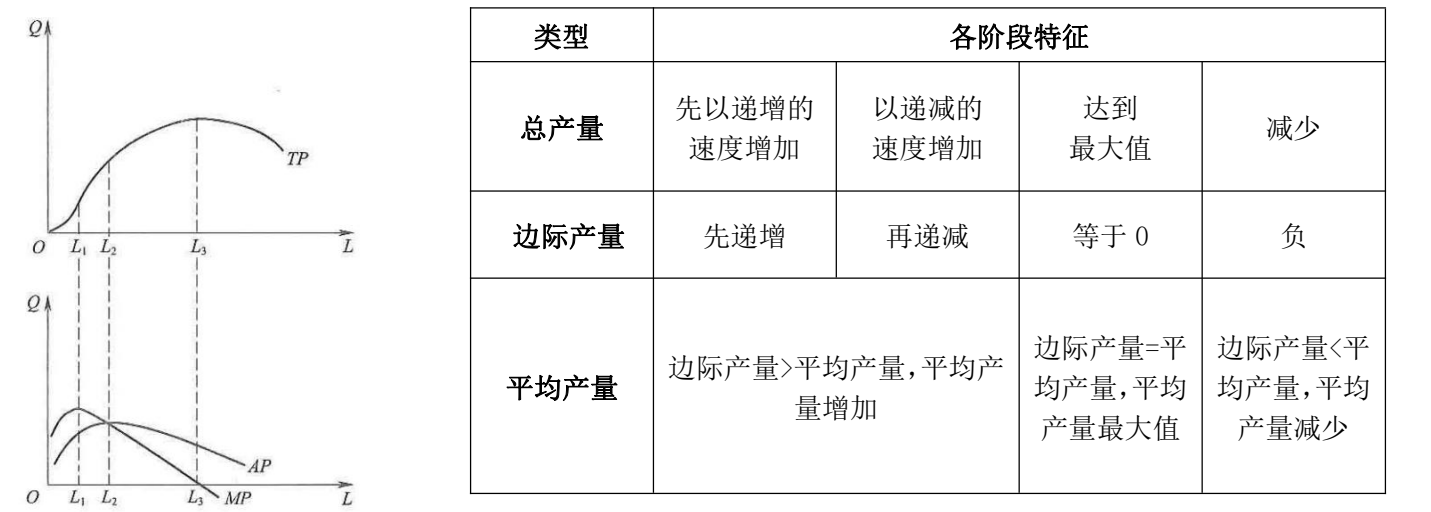 Q
TP
O L₁ L₂ L₃ L
Q
AP
O L₁ L₂ L₃ MP L
类型 各阶段特征
总产量
先以递增的
速度增加
以递减的
速度增加
达到
最大值
减少
边际产量 先递增 再递减 等于 0 负
平均产量
边际产量>平均产量,平均产
量增加
边际产量=平
均产量,平均
产量最大值
边际产量<平
均产量,平均
产量减少